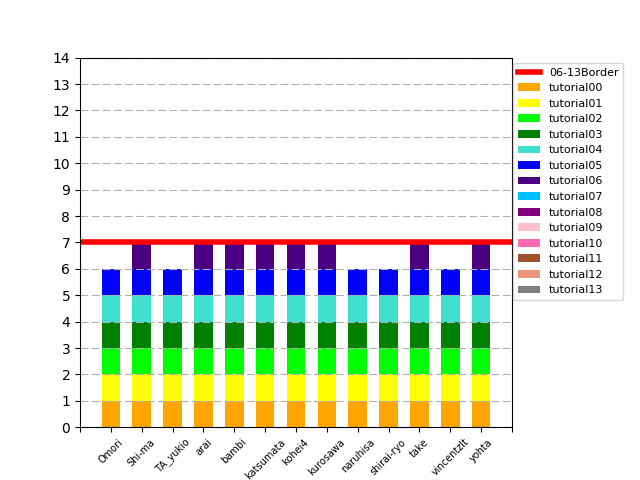 14
13
12
11
10
9
8
7
6
5
4
3
2
1
0
06-13Border
tutorial00
tutorial01
tutorial02
tutorial03
tutorial04
tutorial05
tutorial06
tutorial07
tutorial08
tutorial09
tutorial10
tutorial11
tutorial12
tutorial13
Omori
Shi-ma
TA_yukio
arai
bambi
katsumata
kohei4
kurosawa
naruhisa
shirai-ryo
take
vincentzlt
yohta